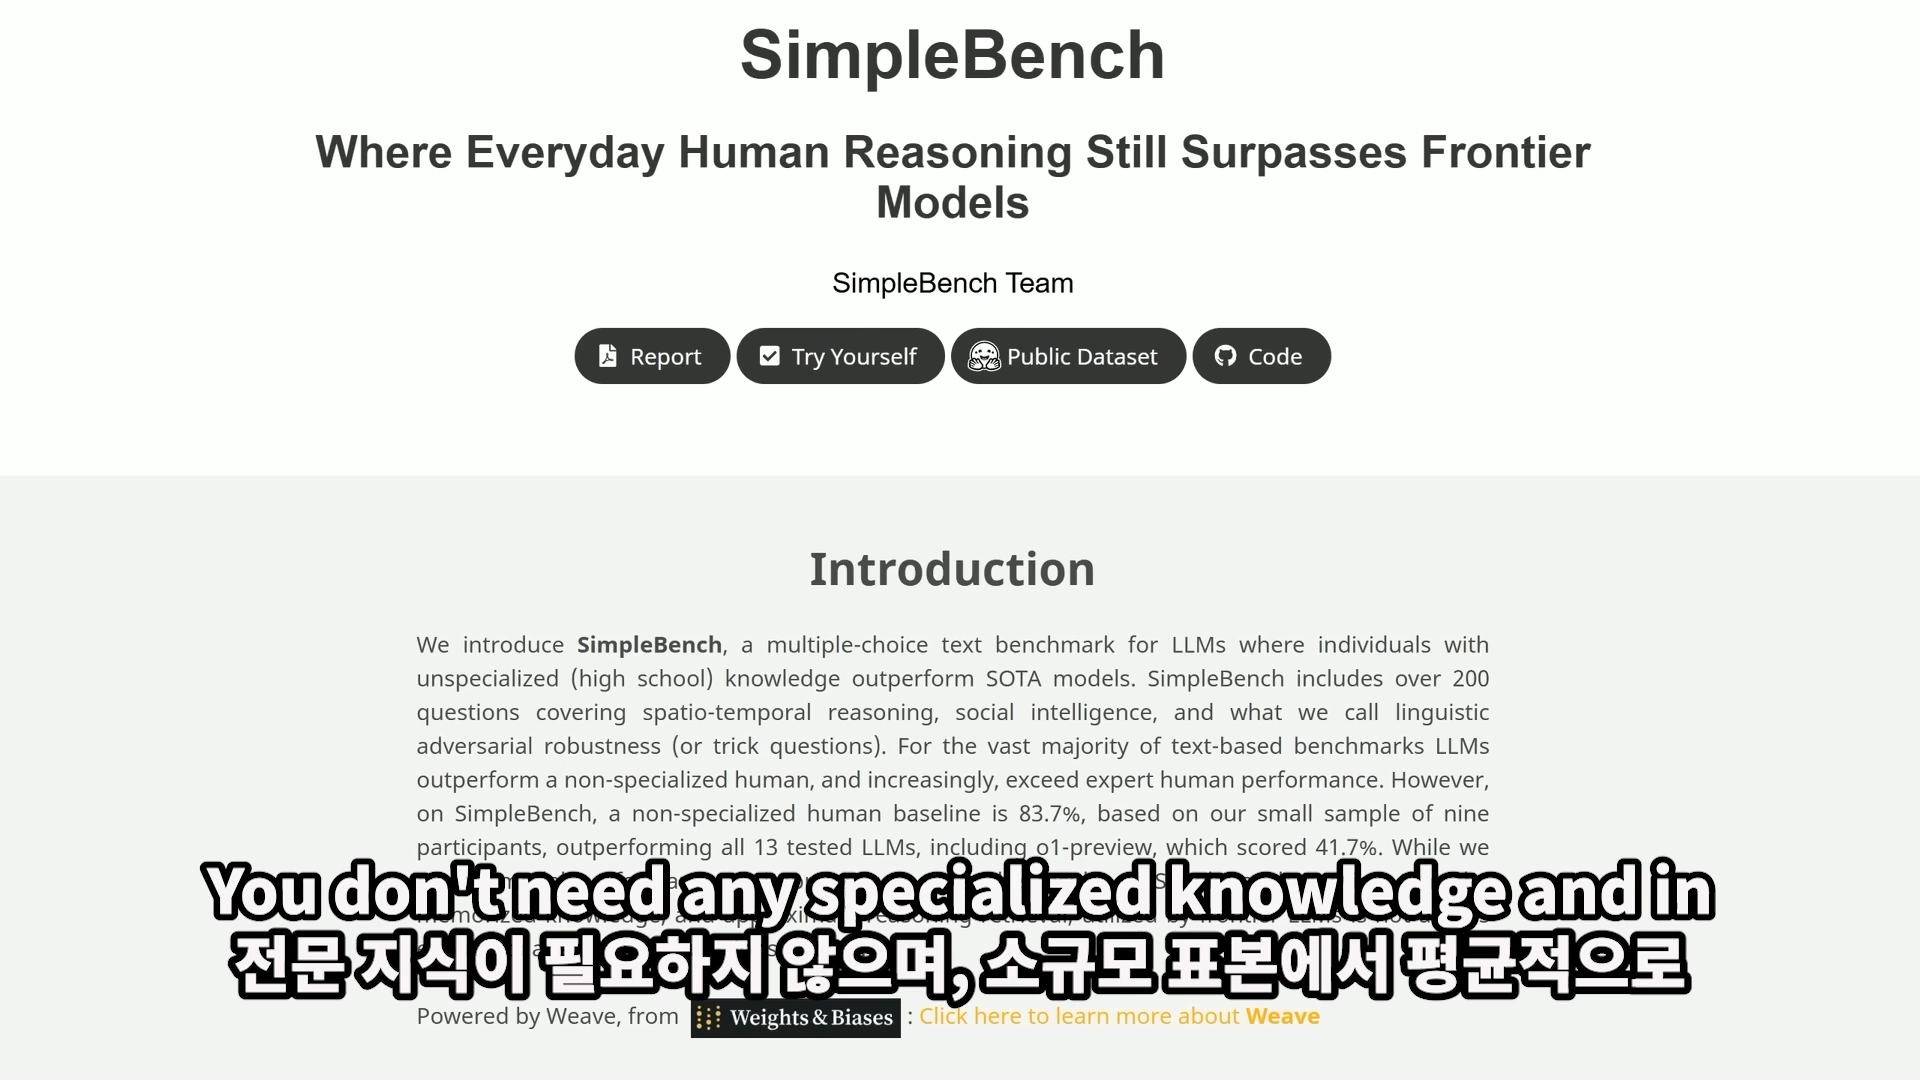 SimpleBench
Where Everyday Human Reasoning Still Surpasses Frontier
Models
SimpleBench Team
Report
Try Yourself
Public Dataset
Code
Introduction
We introduce SimpleBench, a multiple-choice text benchmark for LLMs where individuals with
unspecialized (high school) knowledge outperform SOTA models. SimpleBench includes over 200
questions covering spatio-temporal reasoning, social intelligence, and what we call linguistic
adversarial robustness (or trick questions). For the vast majority of text-based benchmarks LLMs
outperform a non-specialized human, and increasingly, exceed expert human performance. However,
on SimpleBench, a non-specialized human baseline is 83.7%, based on our small sample of nine
participants, outperforming all 13 tested LLMs, including o1-preview, which scored 41.7%. While we
You don't need any specialized knowledge and in
전문 지식이 필요하지 않으며, 소규모 표본에서 평균적으로
Powered by Weave, from Weights & Biases : Click here to learn more about Weave